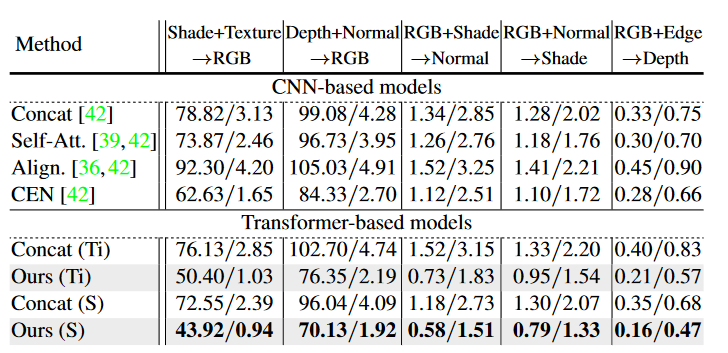 Method Shade+Texture Depth+Normal RGB+Shade RGB+Normal RGB+Edge
→RGB →RGB →Normal →Shade →Depth
CNN-based models
Concat [42] 78.82/3.13 99.08/4.28 1.34/2.85 1.28/2.02 0.33/0.75
Self-Att. [39,42] 73.87/2.46 96.73/3.95 1.26/2.76 1.18/1.76 0.30/0.70
Align. [36,42] 92.30/4.20 105.03/4.91 1.52/3.25 1.41/2.21 0.45/0.90
CEN [42] 62.63/1.65 84.33/2.70 1.12/2.51 1.10/1.72 0.28/0.66
Transformer-based models
Concat (Ti) 76.13/2.85 102.70/4.74 1.52/3.15 1.33/2.20 0.40/0.83
Ours (Ti) 50.40/1.03 76.35/2.19 0.73/1.83 0.95/1.54 0.21/0.57
Concat (S) 72.55/2.39 96.04/4.09 1.18/2.73 1.30/2.07 0.35/0.68
Ours (S) 43.92/0.94 70.13/1.92 0.58/1.51 0.79/1.33 0.16/0.47